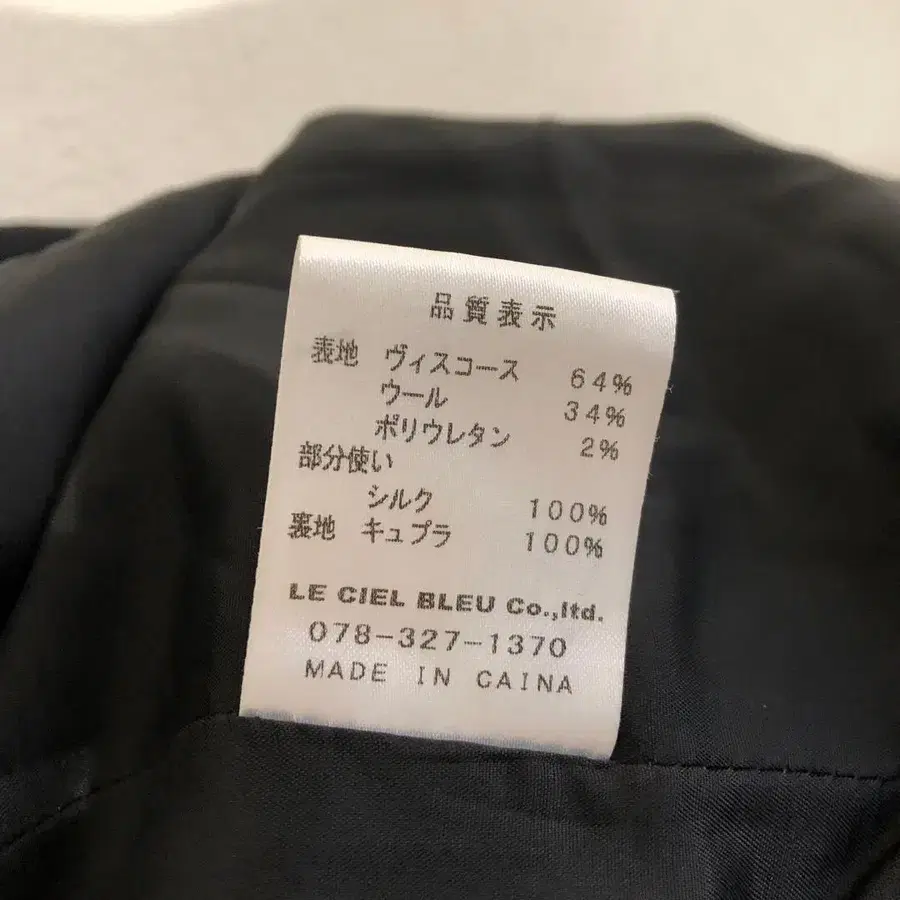 品質表示
表地 ヴィスコース 64%
ウール 34%
ポリウレタン 2%
部分使い
シルク 100%
裏地 キュプラ 100%
LE CIEL BLEU Co.,ltd.
078-327-1370
MADE IN CAINA